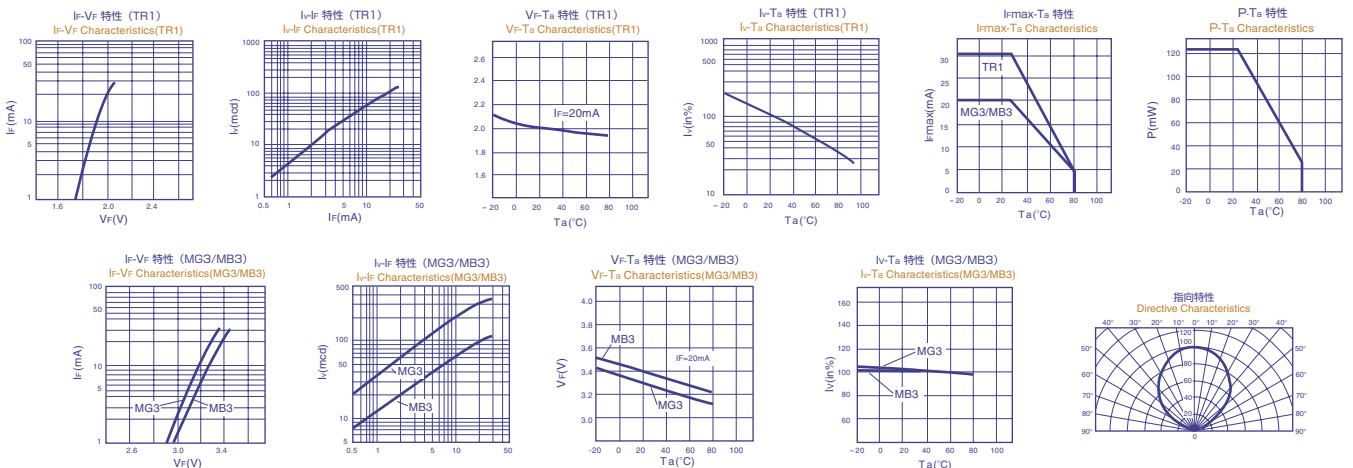 IF-VF 特性（TR1）
IF-VF Characteristics(TR1)
100
50
10
5
1
IF(mA)
1.6 2.0 2.4
VF(V)
Iv-IF 特性（TR1）
Iv-IF Characteristics(TR1)
1000
100
10
1
Iv(mcd)
0.5 1 5 10 50
IF(mA)
VF-Ta 特性（TR1）
VF-Ta Characteristics(TR1)
2.6
2.4
2.2
2.0
1.8
1.6
IF=20mA
－20 0 20 40 60 80 100
Ta(°C)
Iv-Ta 特性（TR1）
Iv-Ta Characteristics(TR1)
1000
500
100
50
10
Iv(in%)
－20 0 20 40 60 80 100
Ta(°C)
IFmax-Ta 特性
IFmax-Ta Characteristics
30
25
20
15
10
5
0
IFmax(mA)
TR1
MG3/MB3
－20 0 20 40 60 80 100
Ta(°C)
P-Ta 特性
P-Ta Characteristics
120
100
80
60
40
20
0
P(mW)
－20 0 20 40 60 80 100
Ta(°C)
IF-VF 特性（MG3/MB3）
IF-VF Characteristics(MG3/MB3)
100
50
10
5
1
IF(mA)
MG3 MB3
2.6 3.0 3.4
VF(V)
Iv-IF 特性（MG3/MB3）
Iv-IF Characteristics(MG3/MB3)
500
100
50
10
5
Iv(mcd)
MG3
MB3
0.5 1 5 10 50
IF(mA)
VF-Ta 特性（MG3/MB3）
VF-Ta Characteristics(MG3/MB3)
4.0
3.8
3.6
3.4
3.2
3.0
VF(V)
MB3
IF=20mA
MG3
－20 0 20 40 60 80 100
Ta(°C)
Iv-Ta 特性（MG3/MB3）
Iv-Ta Characteristics(MG3/MB3)
160
140
120
100
80
60
Iv(in%)
MG3
MB3
－20 0 20 40 60 80 100
Ta(°C)
指向特性
Directive Characteristics
40° 30° 20° 10° 0° 10° 20° 30° 40°
120
100
50° 80 50°
60° 60 60°
70° 40 70°
80° 20 80°
90° 90°
0